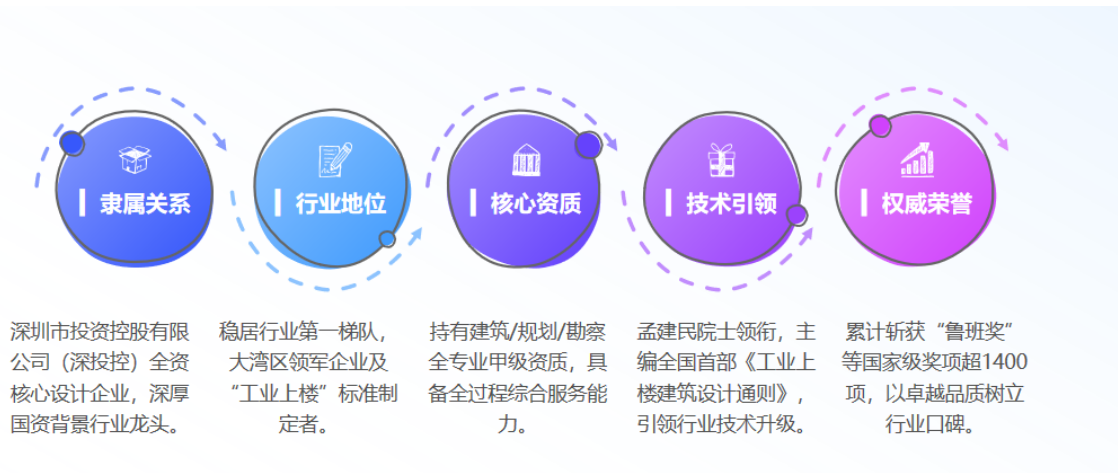 隶属关系
行业地位
核心资质
技术引领
权威荣誉
深圳市投资控股有限
公司（深投控）全资
核心设计企业，深厚
国资背景行业龙头。
稳居行业第一梯队，
大湾区领军企业及
“工业上楼”标准制
定者。
持有建筑/规划/勘察
全专业甲级资质，具
备全过程综合服务能
力。
孟建民院士领衔，主
编全国首部《工业上
楼建筑设计通则》，
引领行业技术升级。
累计斩获“鲁班奖”
等国家级奖项超1400
项，以卓越品质树立
行业口碑。